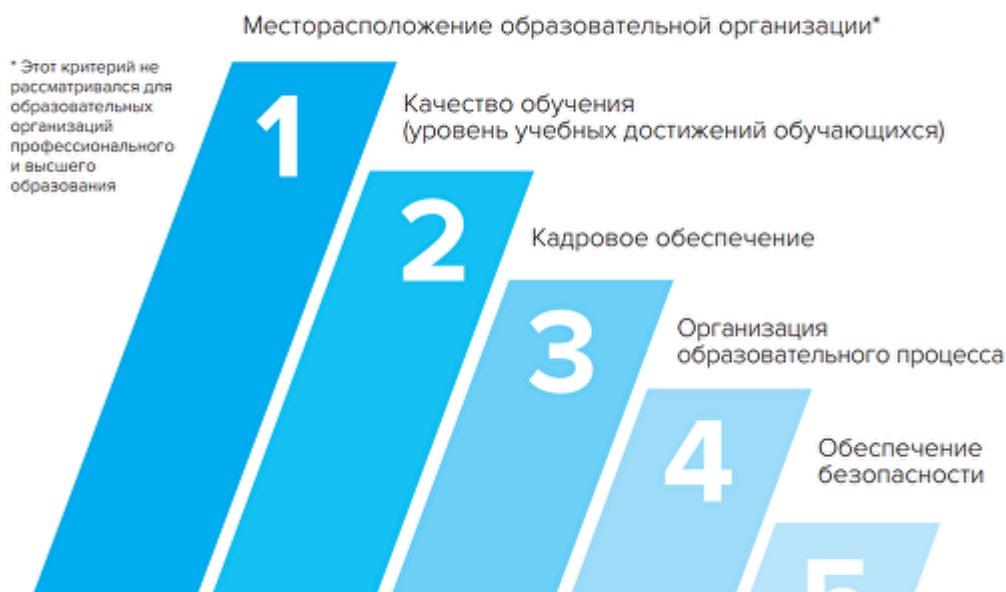 Месторасположение образовательной организации*
* Этот критерий не
рассматривался для
образовательных
организаций
профессионального
и высшего
образования
1
Качество обучения
(уровень учебных достижений обучающихся)
2
Кадровое обеспечение
3
Организация
образовательного процесса
4
Обеспечение
безопасности
5